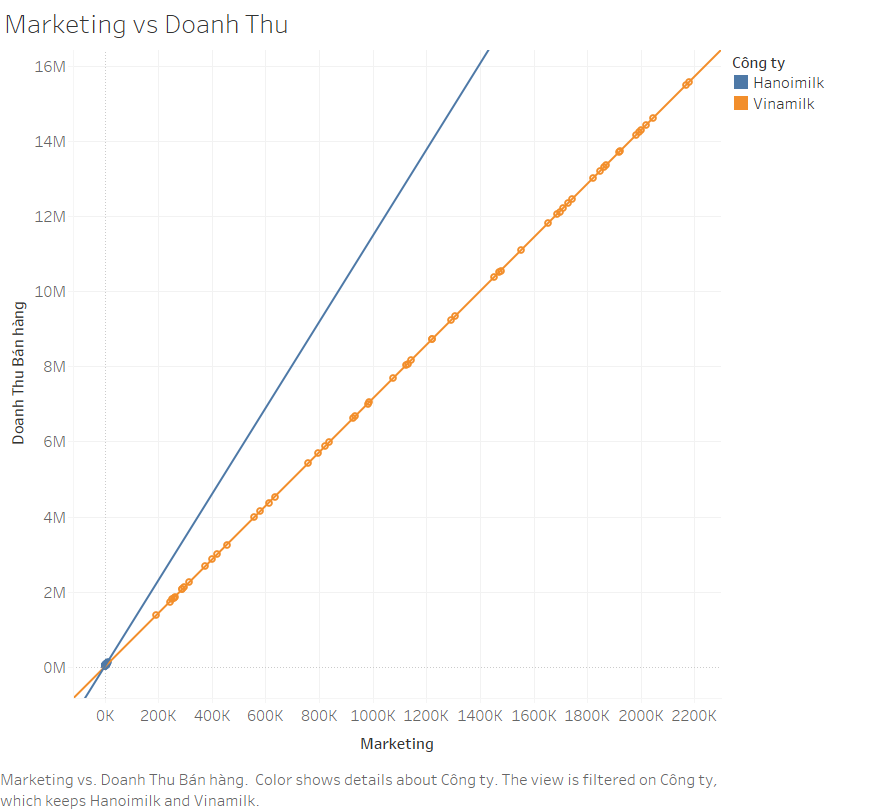 Marketing vs Doanh Thu
Công ty
Hanoimilk
Vinamilk
16M
14M
12M
10M
8M
6M
4M
2M
0M
Doanh Thu Bán hàng
0K 200K 400K 600K 800K 1000K 1200K 1400K 1600K 1800K 2000K 2200K
Marketing
Marketing vs. Doanh Thu Bán hàng.  Color shows details about Công ty. The view is filtered on Công ty,
which keeps Hanoimilk and Vinamilk.